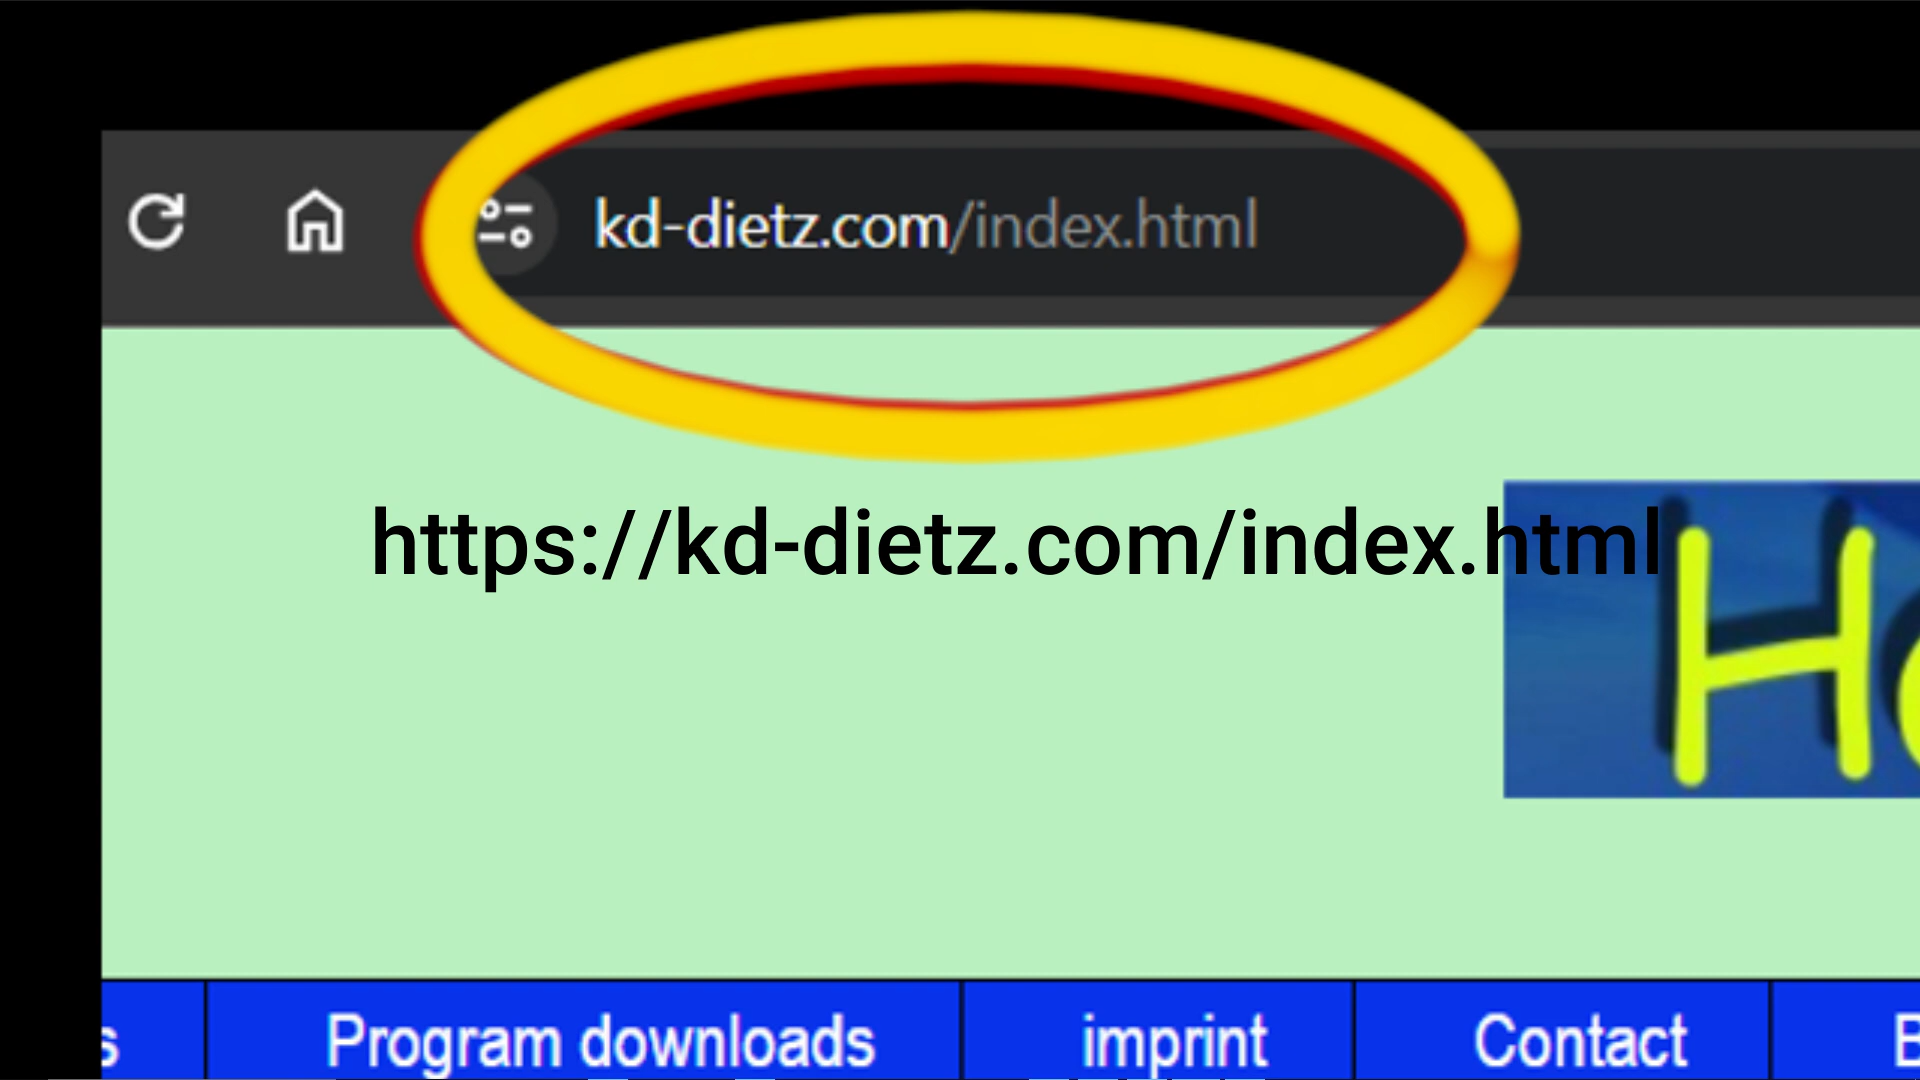 kd-dietz.com/index.html
https://kd-dietz.com/index.html
Program downloads imprint Contact